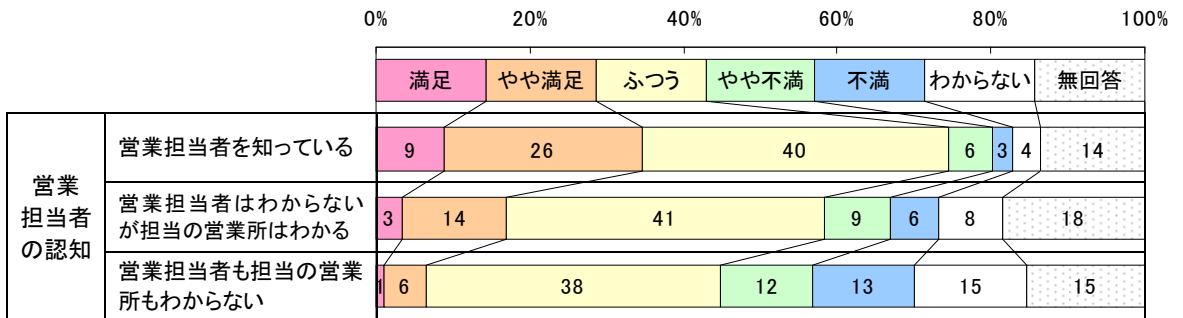 0% 20% 40% 60% 80% 100%
満足 やや満足 ふつう やや不満 不満 わからない 無回答
営業
担当者
の認知
営業担当者を知っている
9 26 40 6 3 4 14
営業担当者はわからない
が担当の営業所はわかる
3 14 41 9 6 8 18
営業担当者も担当の営業
所もわからない
1 6 38 12 13 15 15